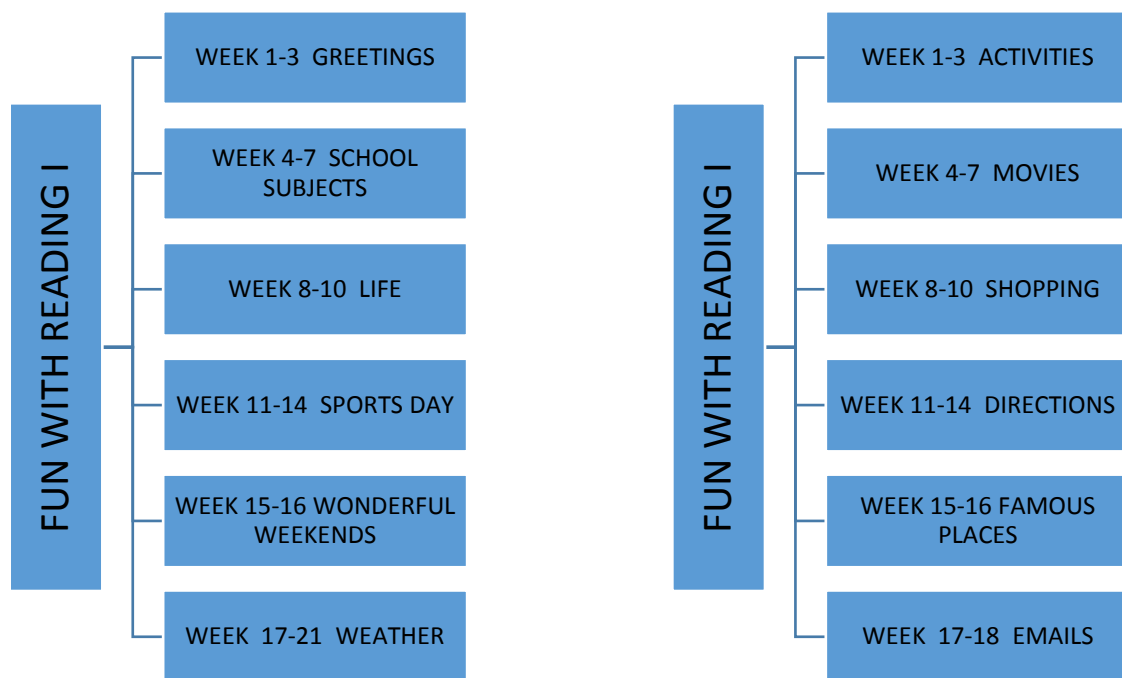 FUN WITH READING I
WEEK 1-3 GREETINGS
WEEK 4-7 SCHOOL
SUBJECTS
WEEK 8-10 LIFE
WEEK 11-14 SPORTS DAY
WEEK 15-16 WONDERFUL
WEEKENDS
WEEK 17-21 WEATHER
FUN WITH READING I
WEEK 1-3 ACTIVITIES
WEEK 4-7 MOVIES
WEEK 8-10 SHOPPING
WEEK 11-14 DIRECTIONS
WEEK 15-16 FAMOUS
PLACES
WEEK 17-18 EMAILS